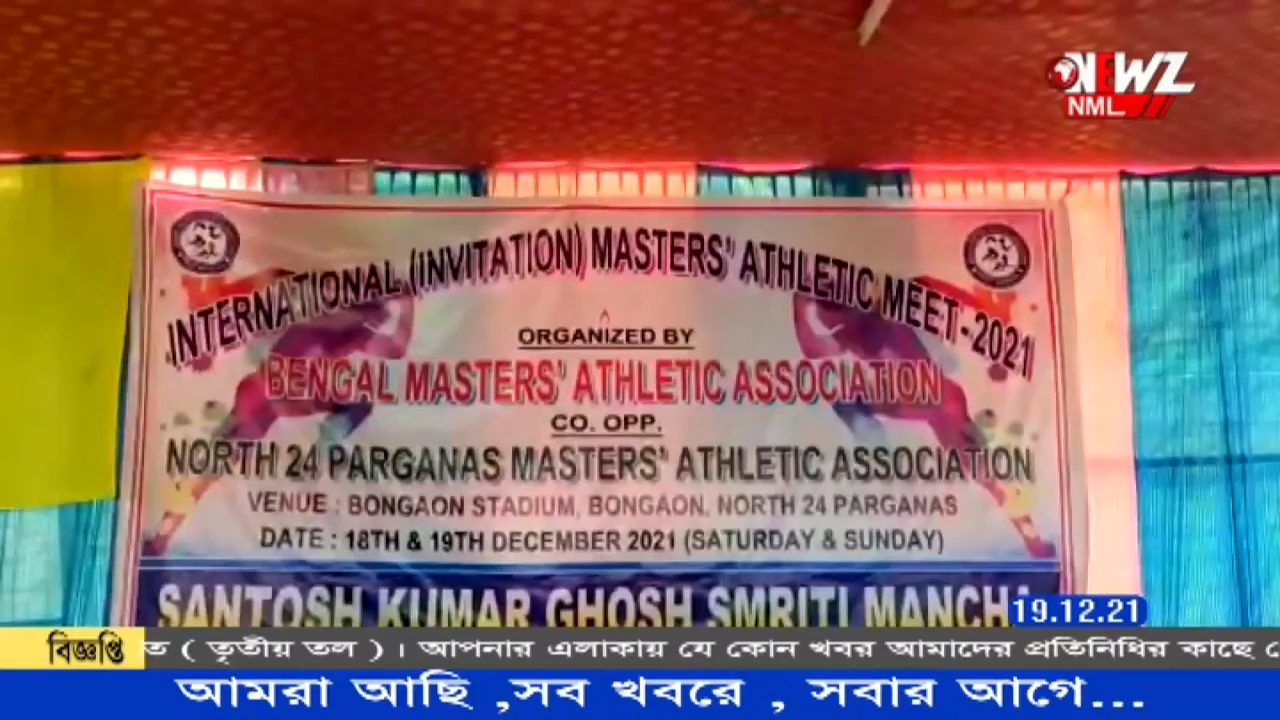 NEWZ
NML
INTERNATIONAL (INVITATION) MASTERS' ATHLETIC MEET-2021
ORGANIZED BY
BENGAL MASTERS' ATHLETIC ASSOCIATION
CO. OPP.
NORTH 24 PARGANAS MASTERS' ATHLETIC ASSOCIATION
VENUE : BONGAON STADIUM, BONGAON, NORTH 24 PARGANAS
DATE : 18TH & 19TH DECEMBER 2021 (SATURDAY & SUNDAY)
SANTOSH KUMAR GHOSH SMRITI MANCHA
19.12.21
বিজ্ঞপ্তি ত ( তৃতীয় তল ) । আপনার এলাকায় যে কোন খবর আমাদের প্রতিনিধির কাছে
আমরা আছি ,সব খবরে , সবার আগে...